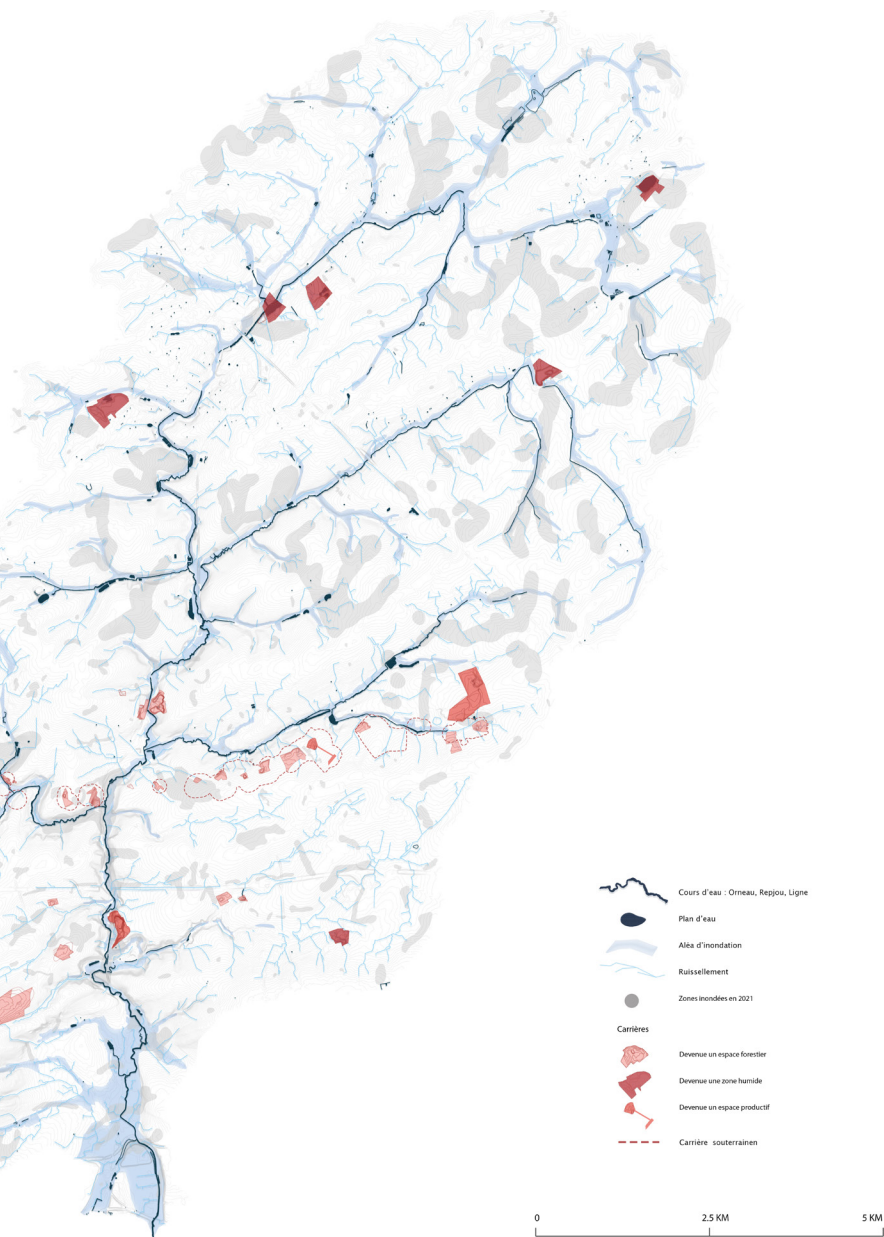 Cours d'eau : Orneau, Repjou, Ligne
Plan d'eau
Aléa d'inondation
Ruissellement
Zones inondées en 2021
Carrières
Devenue un espace forestier
Devenue une zone humide
Devenue un espace productif
Carrière souterrainen
0 2.5 KM 5 KM